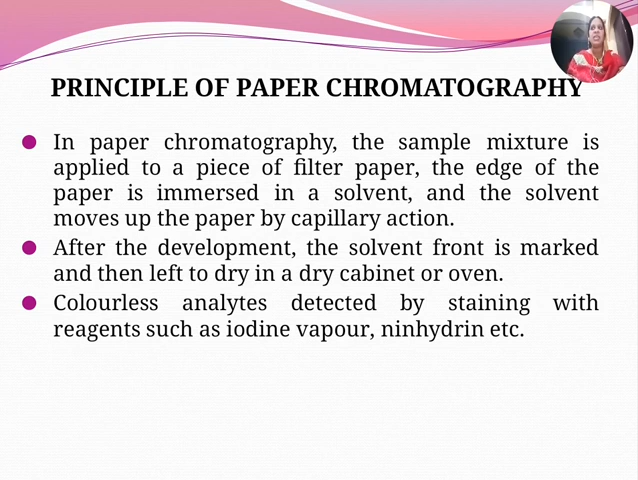 PRINCIPLE OF PAPER CHROMATOGRAPHY
In paper chromatography, the sample mixture is
applied to a piece of filter paper, the edge of the
paper is immersed in a solvent, and the solvent
moves up the paper by capillary action.
After the development, the solvent front is marked
and then left to dry in a dry cabinet or oven.
Colourless analytes detected by staining with
reagents such as iodine vapour, ninhydrin etc.